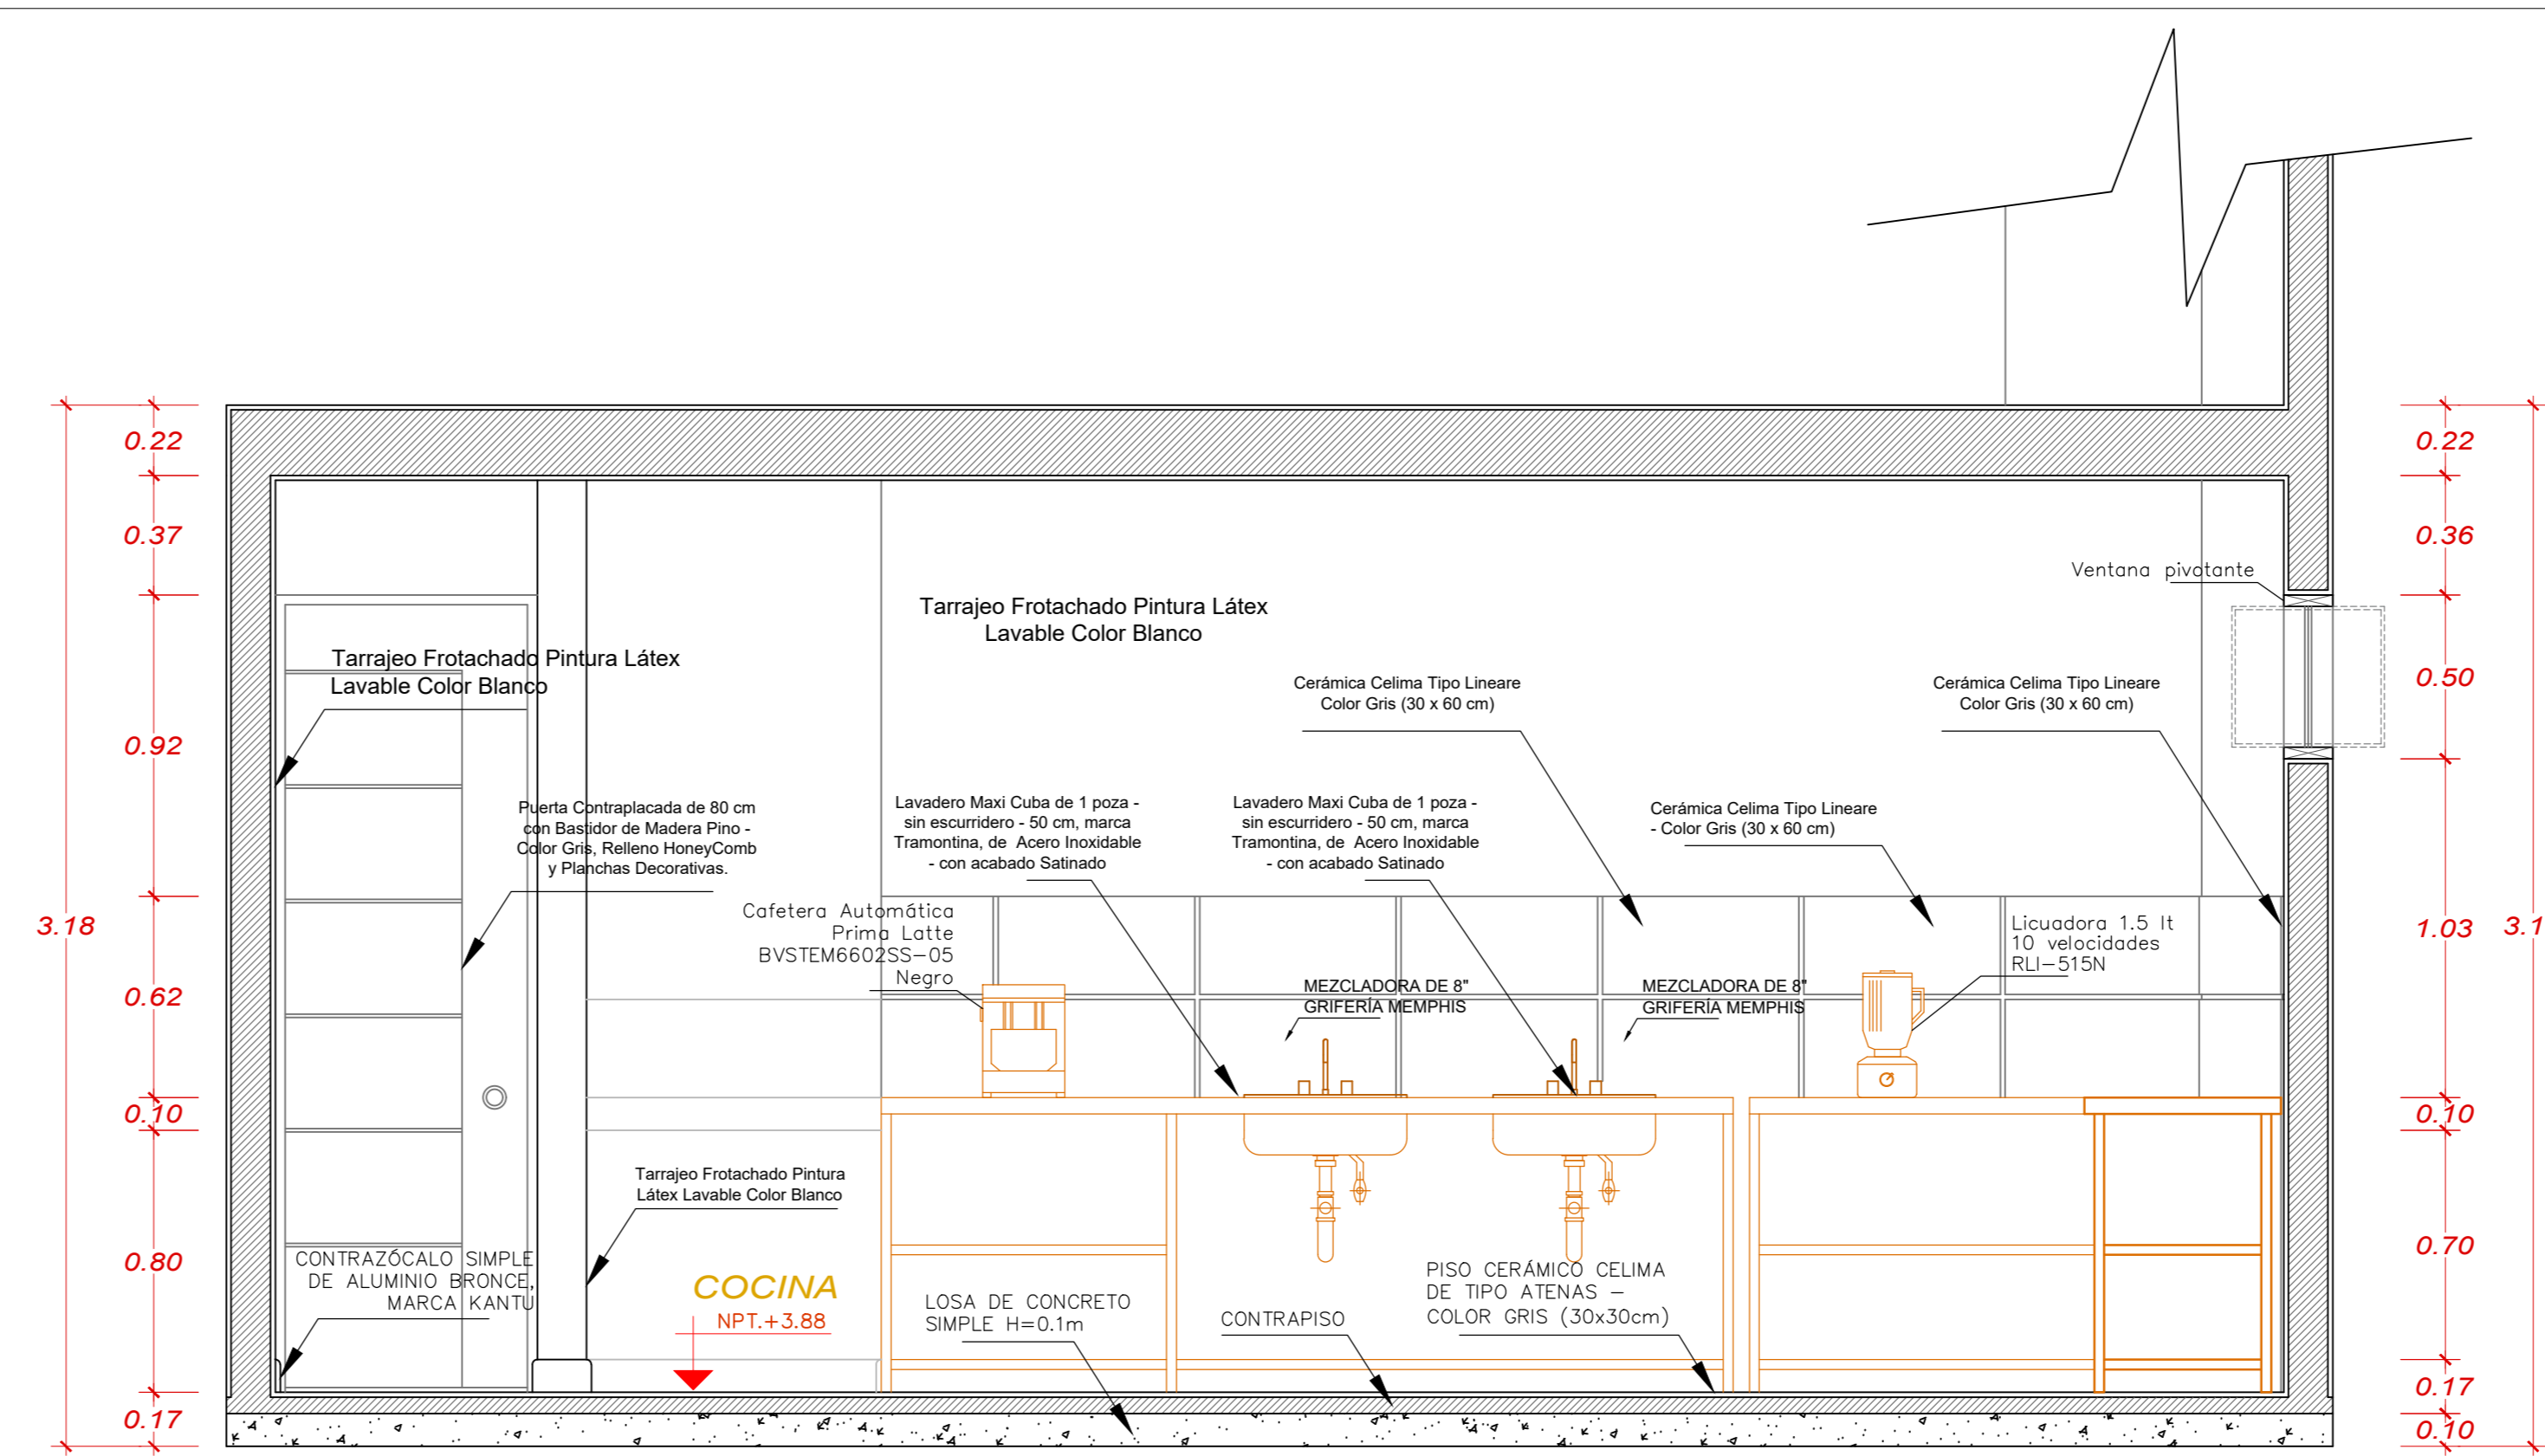 0.22
0.37
0.92
0.62
0.10
0.80
0.17
3.18
Tarrajeo Frotachado Pintura Látex
Lavable Color Blanco
Tarrajeo Frotachado Pintura Látex
Lavable Color Blanco
Puerta Contraplacada de 80 cm
con Bastidor de Madera Pino -
Color Gris, Relleno HoneyComb
y Planchas Decorativas.
Cafetera Automática
Prima Latte
BVSTEM6602SS-05
Negro
Lavadero Maxi Cuba de 1 poza -
sin escurridero - 50 cm, marca
Tramontina, de Acero Inoxidable
- con acabado Satinado
Lavadero Maxi Cuba de 1 poza -
sin escurridero - 50 cm, marca
Tramontina, de Acero Inoxidable
- con acabado Satinado
Cerámica Celima Tipo Lineare
Color Gris (30 x 60 cm)
Cerámica Celima Tipo Lineare
- Color Gris (30 x 60 cm)
Cerámica Celima Tipo Lineare
Color Gris (30 x 60 cm)
Ventana pivotante
MEZCLADORA DE 8"
GRIFERÍA MEMPHIS
MEZCLADORA DE 8"
GRIFERÍA MEMPHIS
Licuadora 1.5 lt
10 velocidades
RLI-515N
Tarrajeo Frotachado Pintura
Látex Lavable Color Blanco
CONTRAZÓCALO SIMPLE
DE ALUMINIO BRONCE,
MARCA KANTU
COCINA
NPT.+3.88
LOSA DE CONCRETO
SIMPLE H=0.1m
CONTRAPISO
PISO CERÁMICO CELIMA
DE TIPO ATENAS -
COLOR GRIS (30x30cm)
0.22
0.36
0.50
1.03
0.10
0.70
0.17
0.10
3.1